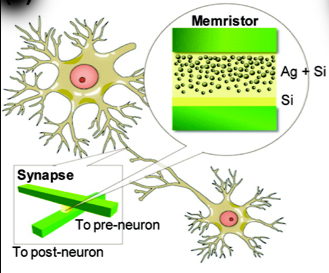 Memristor
Ag + Si
Si
Synapse
To pre-neuron
To post-neuron